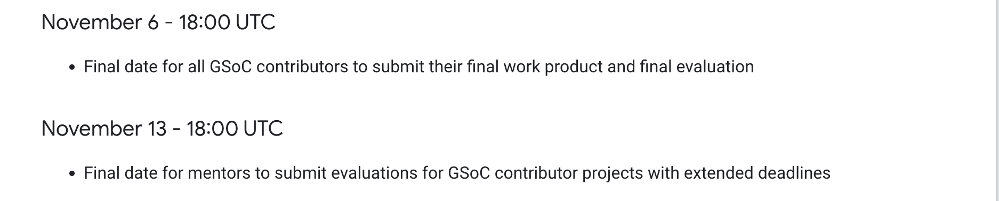 November 6 - 18:00 UTC
• Final date for all GSoC contributors to submit their final work product and final evaluation
November 13 - 18:00 UTC
• Final date for mentors to submit evaluations for GSoC contributor projects with extended deadlines